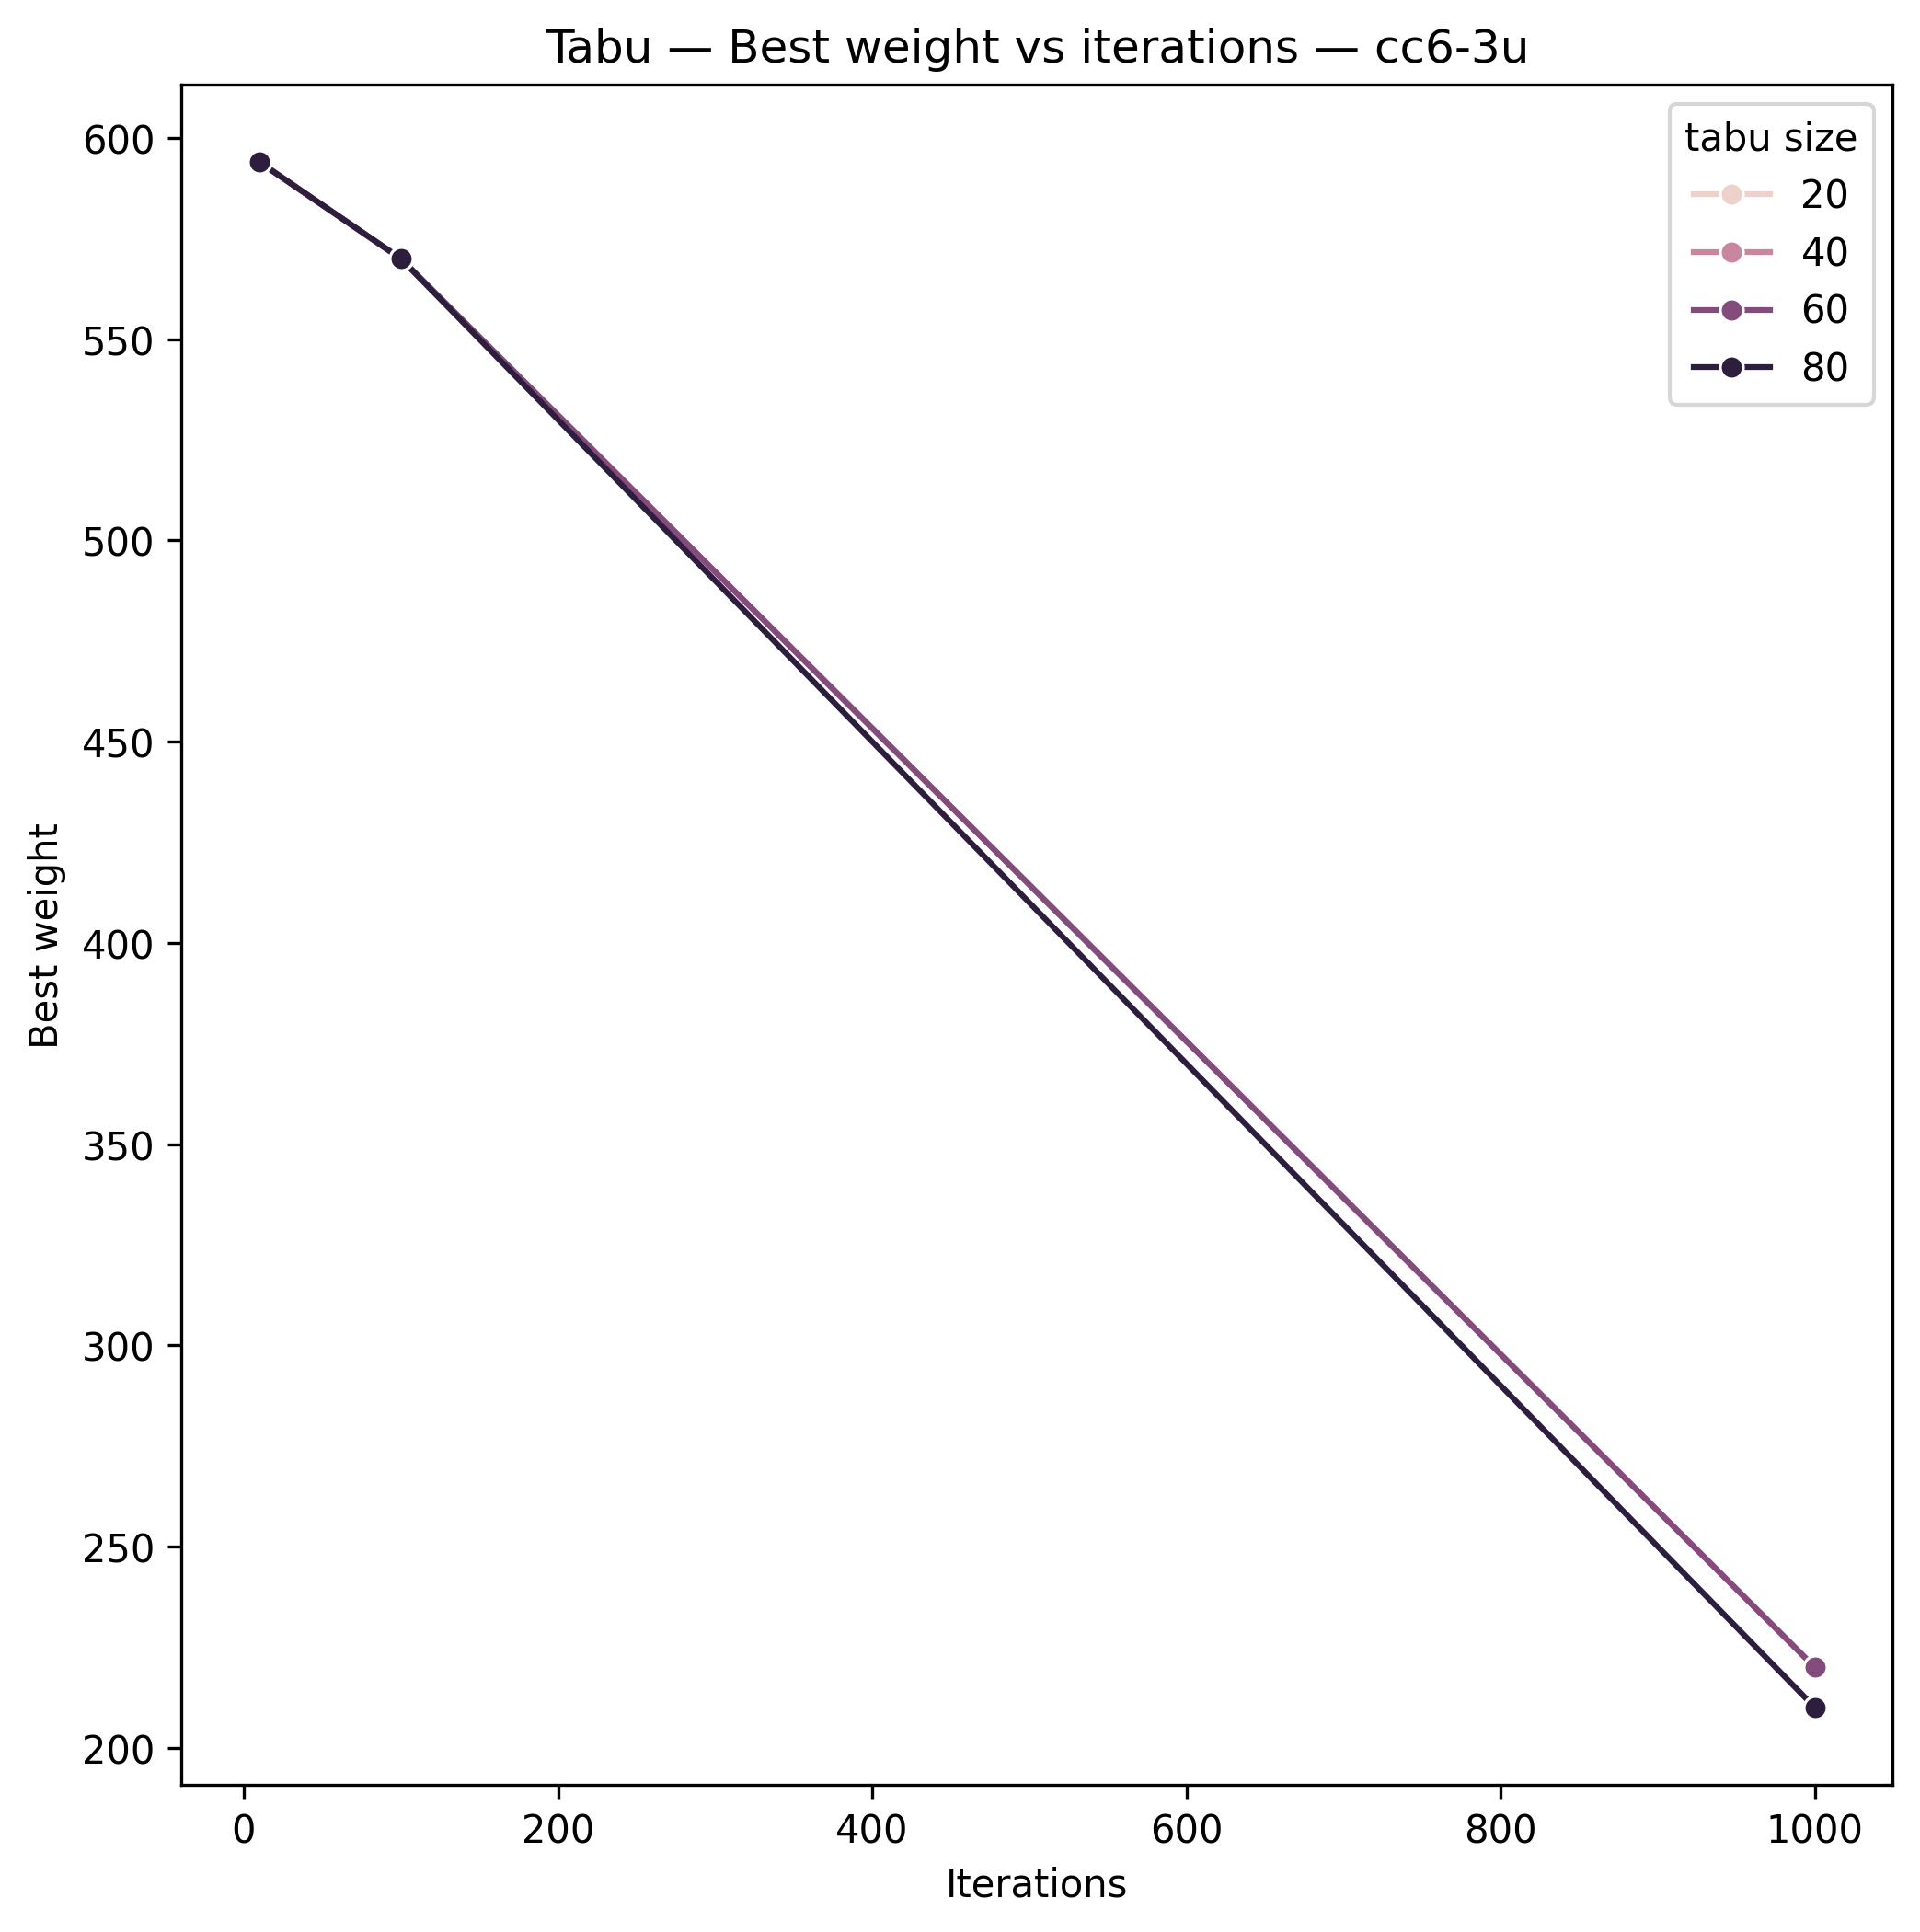 Tabu — Best weight vs iterations — cc6-3u
tabu size
20
40
60
80
600
550
500
450
400
350
300
250
200
Best weight
0 200 400 600 800 1000
Iterations